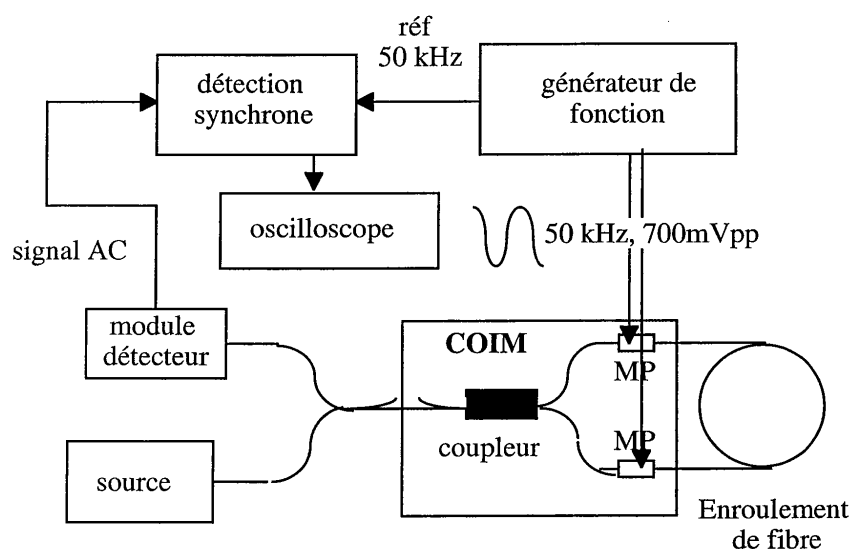 réf
50 kHz
détection
synchrone
générateur de
fonction
oscilloscope
50 kHz, 700mVpp
signal AC
module
détecteur
COIM
MP
coupleur
MP
source
Enroulement
de fibre